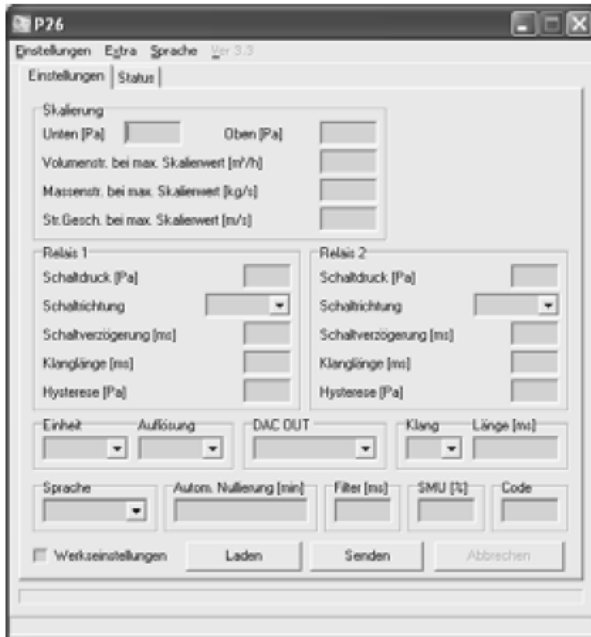 P26
Einstellungen Extra Sprache Ver 3.3
Einstellungen Status
Skalierung
Unten [Pa] Oben [Pa]
Volumenstr. bei max. Skalenwert [m³/h]
Massenstr. bei max. Skalenwert [kg/s]
Str.Gesch. bei max. Skalenwert [m/s]
Relais 1 Relais 2
Schaltdruck [Pa] Schaltdruck [Pa]
Schaltrichtung Schaltrichtung
Schaltverzögerung [ms] Schaltverzögerung [ms]
Klanglänge [ms] Klanglänge [ms]
Hysterese [Pa] Hysterese [Pa]
Einheit Auflösung DAC OUT Klang Länge [ms]
Sprache Autom. Nullierung [min] Filter [ms] SMU [%] Code
Werkseinstellungen Laden Senden Abbrechen